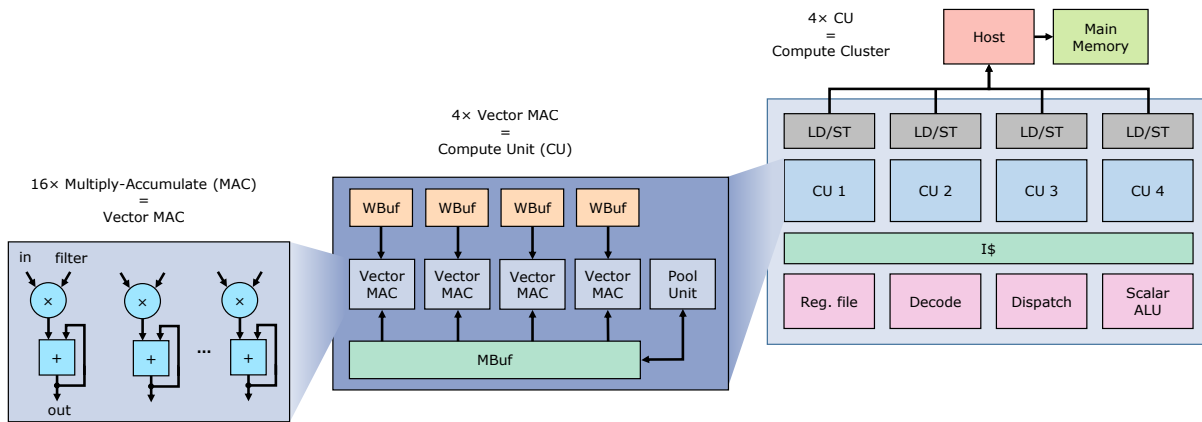 16× Multiply-Accumulate (MAC)
=
Vector MAC
in
filter
×
×
×
+
+
...
+
out
4× Vector MAC
=
Compute Unit (CU)
WBuf
WBuf
WBuf
WBuf
Vector
MAC
Vector
MAC
Vector
MAC
Vector
MAC
Pool
Unit
MBuf
4× CU
=
Compute Cluster
Host
Main
Memory
LD/ST
LD/ST
LD/ST
LD/ST
CU 1
CU 2
CU 3
CU 4
I$
Reg. file
Decode
Dispatch
Scalar
ALU